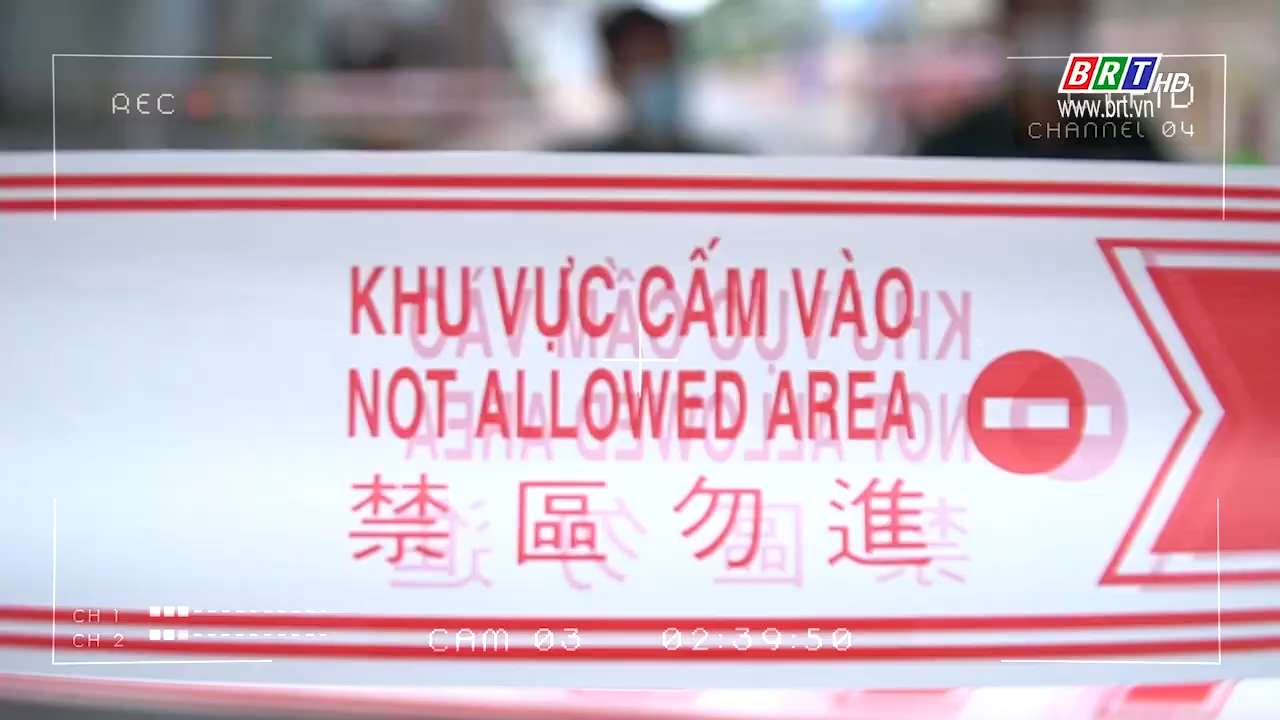 REC
BRT HD
www.brt.vn
CHANNEL 04
KHU VỰC CẤM VÀO
NOT ALLOWED AREA
禁區勿進
CH 1
CH 2
CAM 03 02:39:50